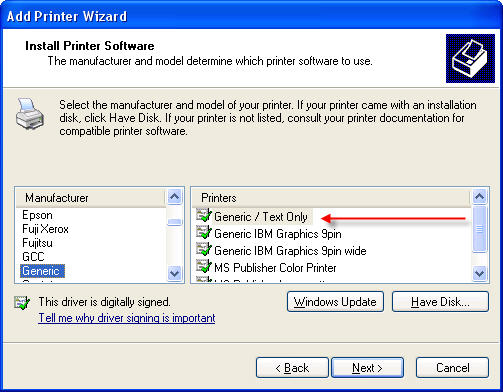 Add Printer Wizard
Install Printer Software
The manufacturer and model determine which printer software to use.
Select the manufacturer and model of your printer. If your printer came with an installation
disk, click Have Disk. If your printer is not listed, consult your printer documentation for
compatible printer software.
Manufacturer
Epson
Fuji Xerox
Fujitsu
GCC
Generic
Printers
Generic / Text Only
Generic IBM Graphics 9pin
Generic IBM Graphics 9pin wide
MS Publisher Color Printer
This driver is digitally signed.
Tell me why driver signing is important
Windows Update
Have Disk...
< Back
Next >
Cancel